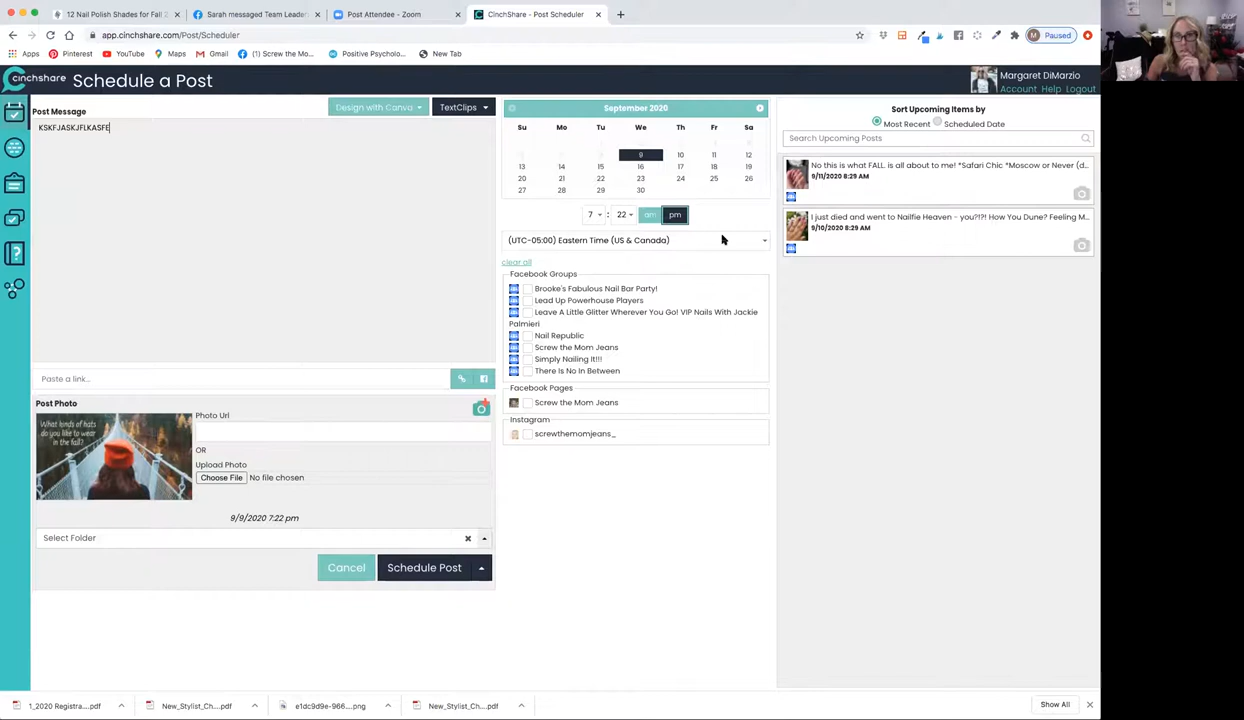 12 Nail Polish Shades for Fall 2
Sarah messaged Team Leader
Post Attendee - Zoom
CinchShare - Post Scheduler
app.cinchshare.com/Post/Scheduler
Paused
Apps
Pinterest
YouTube
Maps
Gmail
(1) Screw the Mo...
Positive Psycholo...
New Tab
cinchshare
Schedule a Post
Margaret DiMarzio
Account Help Logout
Post Message
Design with Canva
TextClips
KSKFJASKJFLKASFE
September 2020
Su Mo Tu We Th Fr Sa
9 10 11 12
13 14 15 16 17 18 19
20 21 22 23 24 25 26
27 28 29 30
7 : 22 am pm
(UTC-05:00) Eastern Time (US & Canada)
clear all
Facebook Groups
Brooke's Fabulous Nail Bar Party!
Lead Up Powerhouse Players
Leave A Little Glitter Wherever You Go! VIP Nails With Jackie
Palmieri
Nail Republic
Screw the Mom Jeans
Simply Nailing It!!!
There Is No In Between
Facebook Pages
Screw the Mom Jeans
Instagram
screwthemomjeans_
Sort Upcoming Items by
Most Recent Scheduled Date
Search Upcoming Posts
No this is what FALL is all about to me! *Safari Chic *Moscow or Never (d...
9/11/2020 8:29 AM
I just died and went to Nailfie Heaven - you?!?! How You Dune? Feeling M...
9/10/2020 8:29 AM
Paste a link...
Post Photo
What kinds of hats
do you like to wear
in the fall?
Photo Url
OR
Upload Photo
Choose File No file chosen
9/9/2020 7:22 pm
Select Folder
Cancel
Schedule Post
1_2020 Registra....pdf
New_Stylist_Ch....pdf
e1dc9d9e-966....png
New_Stylist_Ch....pdf
Show All